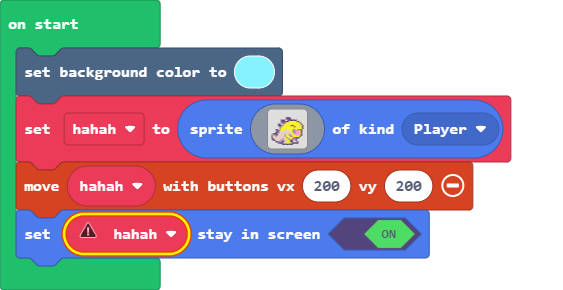 on start
set background color to
set hahah to sprite of kind Player
move hahah with buttons vx 200 vy 200
set hahah stay in screen ON